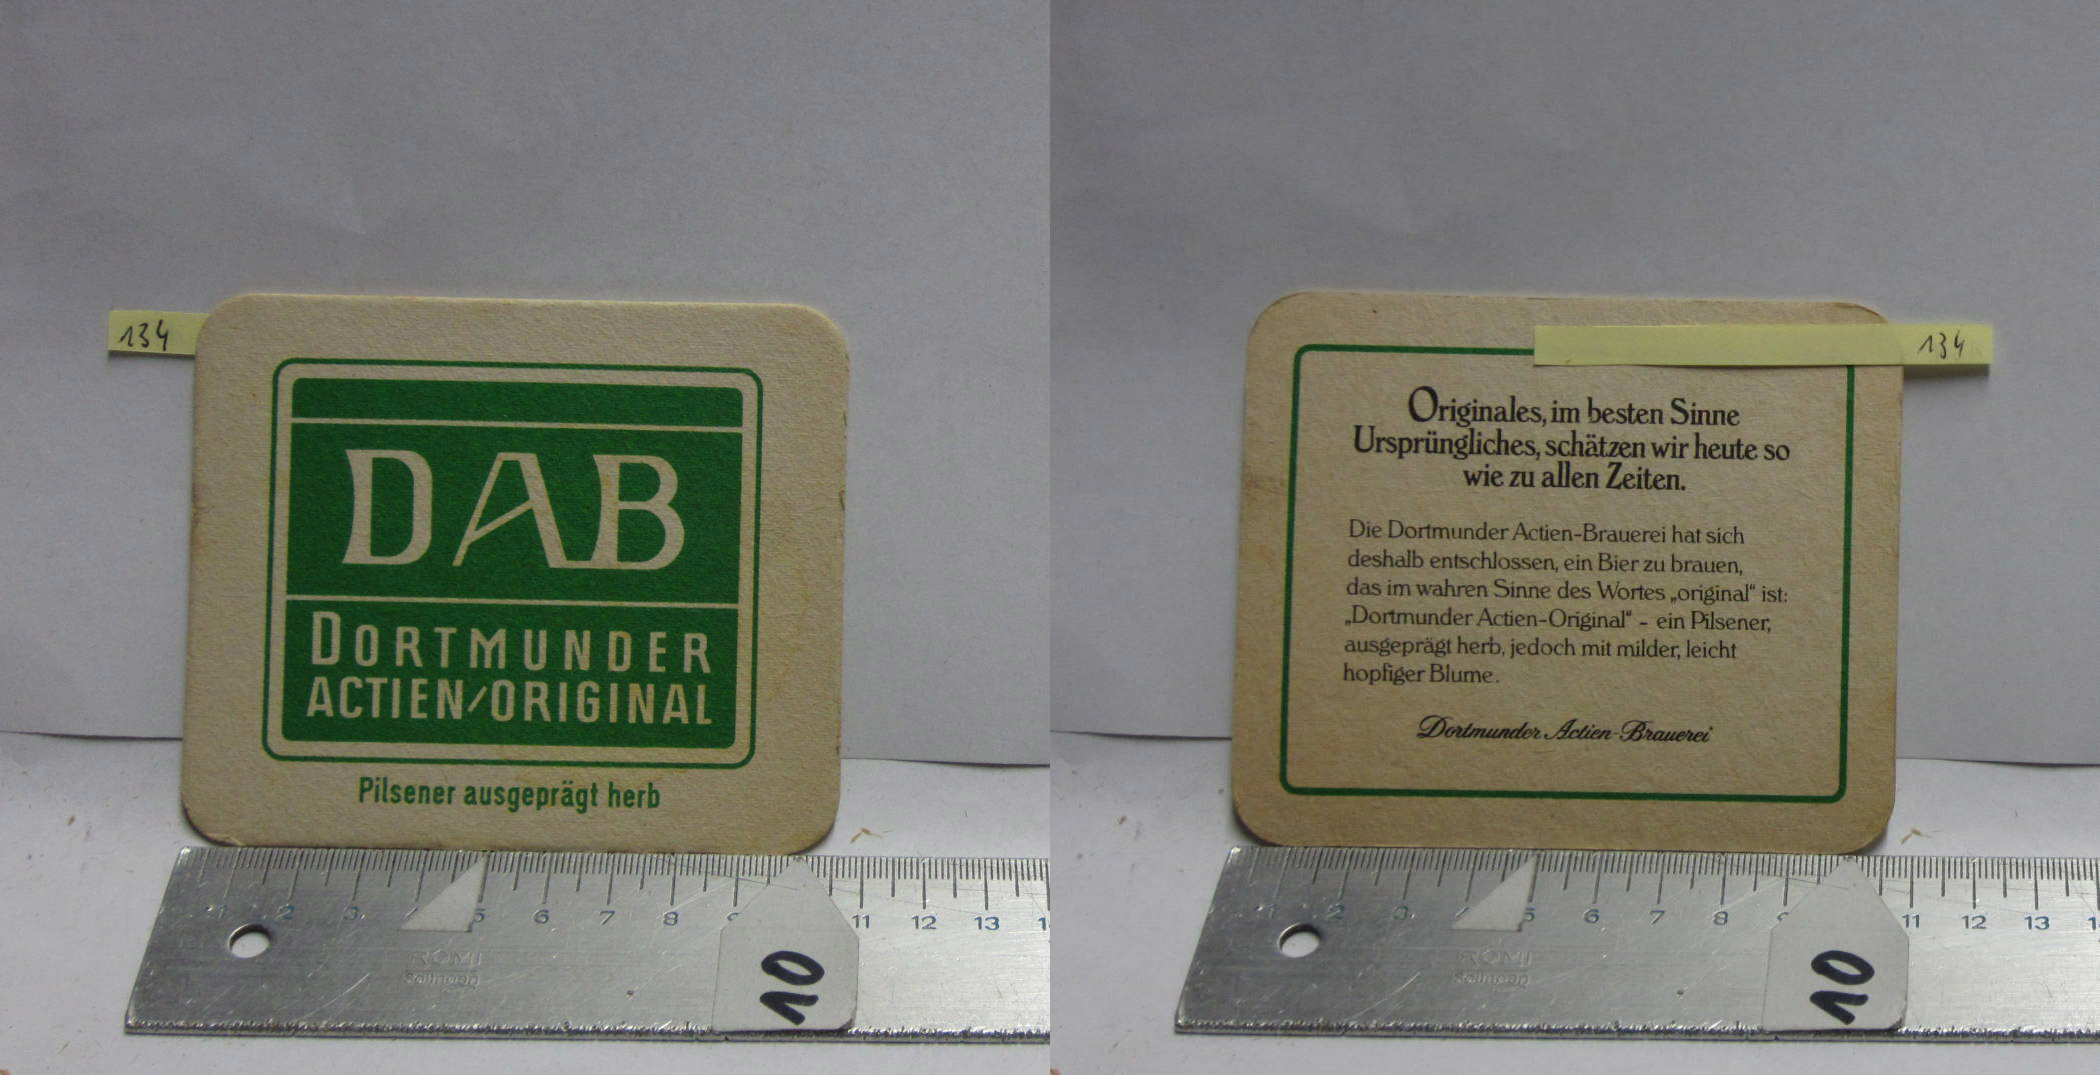 134
DAB
DORTMUNDER
ACTIEN/ORIGINAL
Pilsener ausgeprägt herb
1 2 3 4 5 6 7 8 9 11 12 13
ROMI
10
134
Originales, im besten Sinne
Ursprüngliches, schätzen wir heute so
wie zu allen Zeiten.
Die Dortmunder Actien-Brauerei hat sich
deshalb entschlossen, ein Bier zu brauen,
das im wahren Sinne des Wortes „original“ ist:
„Dortmunder Actien-Original“ - ein Pilsener,
ausgeprägt herb, jedoch mit milder, leicht
hopfiger Blume.
Dortmunder Actien-Brauerei
1 2 3 4 5 6 7 8 9 11 12 13
ROMI
10